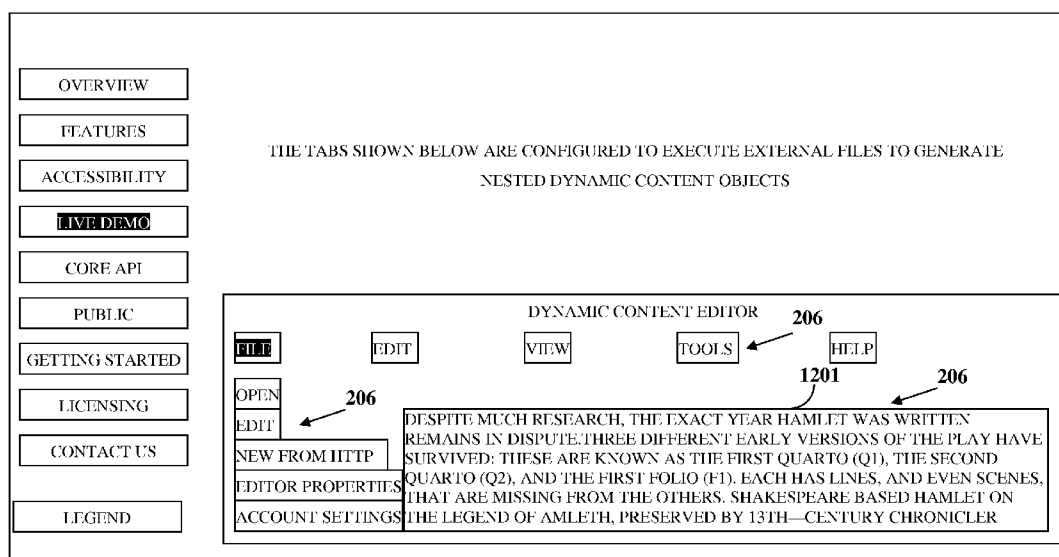 OVERVIEW
FEATURES
ACCESSIBILITY
LIVE DEMO
CORE API
PUBLIC
GETTING STARTED
LICENSING
CONTACT US
LEGEND
THE TABS SHOWN BELOW ARE CONFIGURED TO EXECUTE EXTERNAL FILES TO GENERATE
NESTED DYNAMIC CONTENT OBJECTS
DYNAMIC CONTENT EDITOR
206
FILE EDIT VIEW TOOLS HELP
1201
206
OPEN
206
EDIT
NEW FROM HTTP
EDITOR PROPERTIES
ACCOUNT SETTINGS
DESPITE MUCH RESEARCH, THE EXACT YEAR HAMLET WAS WRITTEN
REMAINS IN DISPUTE.THREE DIFFERENT EARLY VERSIONS OF THE PLAY HAVE
SURVIVED: THESE ARE KNOWN AS THE FIRST QUARTO (Q1), THE SECOND
QUARTO (Q2), AND THE FIRST FOLIO (F1). EACH HAS LINES, AND EVEN SCENES,
THAT ARE MISSING FROM THE OTHERS. SHAKESPEARE BASED HAMLET ON
THE LEGEND OF AMLETH, PRESERVED BY 13TH—CENTURY CHRONICLER